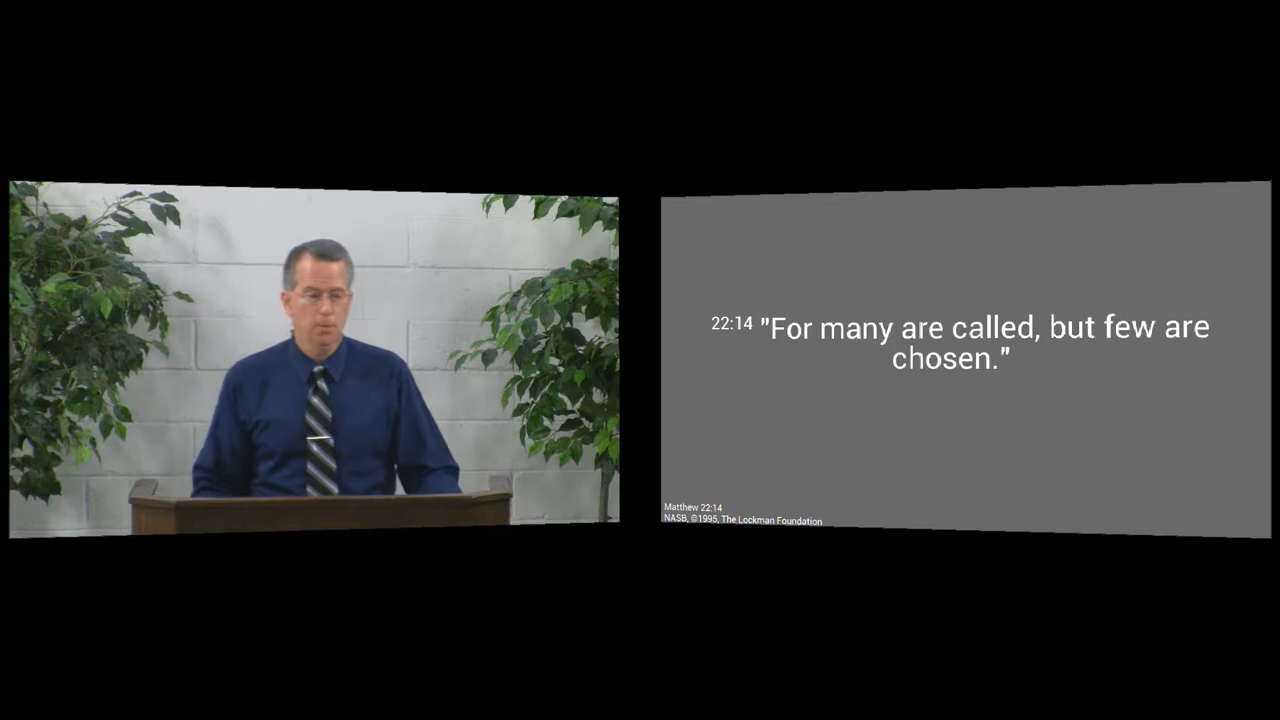 22:14 "For many are called, but few are
chosen."
Matthew 22:14
NASB, ©1995, The Lockman Foundation